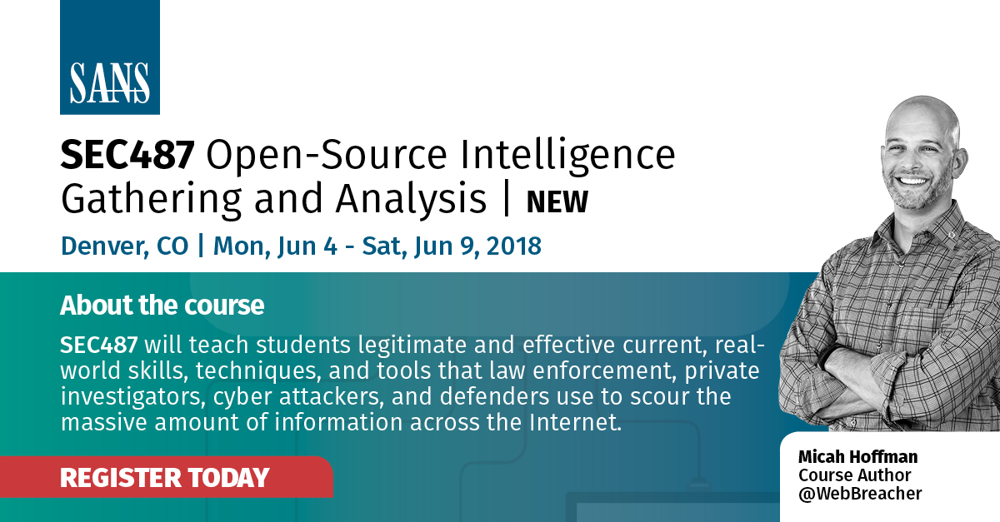 SANS
SEC487 Open-Source Intelligence
Gathering and Analysis | NEW
Denver, CO | Mon, Jun 4 - Sat, Jun 9, 2018
About the course
SEC487 will teach students legitimate and effective current, real-
world skills, techniques, and tools that law enforcement, private
investigators, cyber attackers, and defenders use to scour the
massive amount of information across the Internet.
REGISTER TODAY
Micah Hoffman
Course Author
@WebBreacher